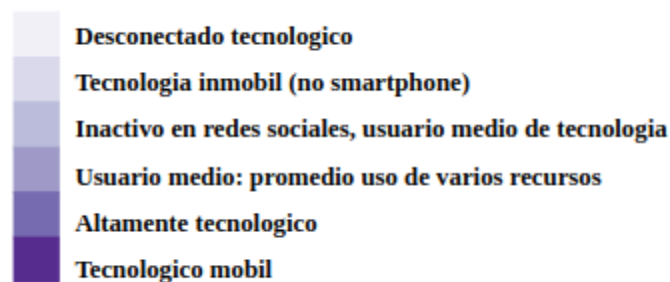 Desconectado tecnologico
Tecnologia inmobil (no smartphone)
Inactivo en redes sociales, usuario medio de tecnologia
Usuario medio: promedio uso de varios recursos
Altamente tecnologico
Tecnologico mobil